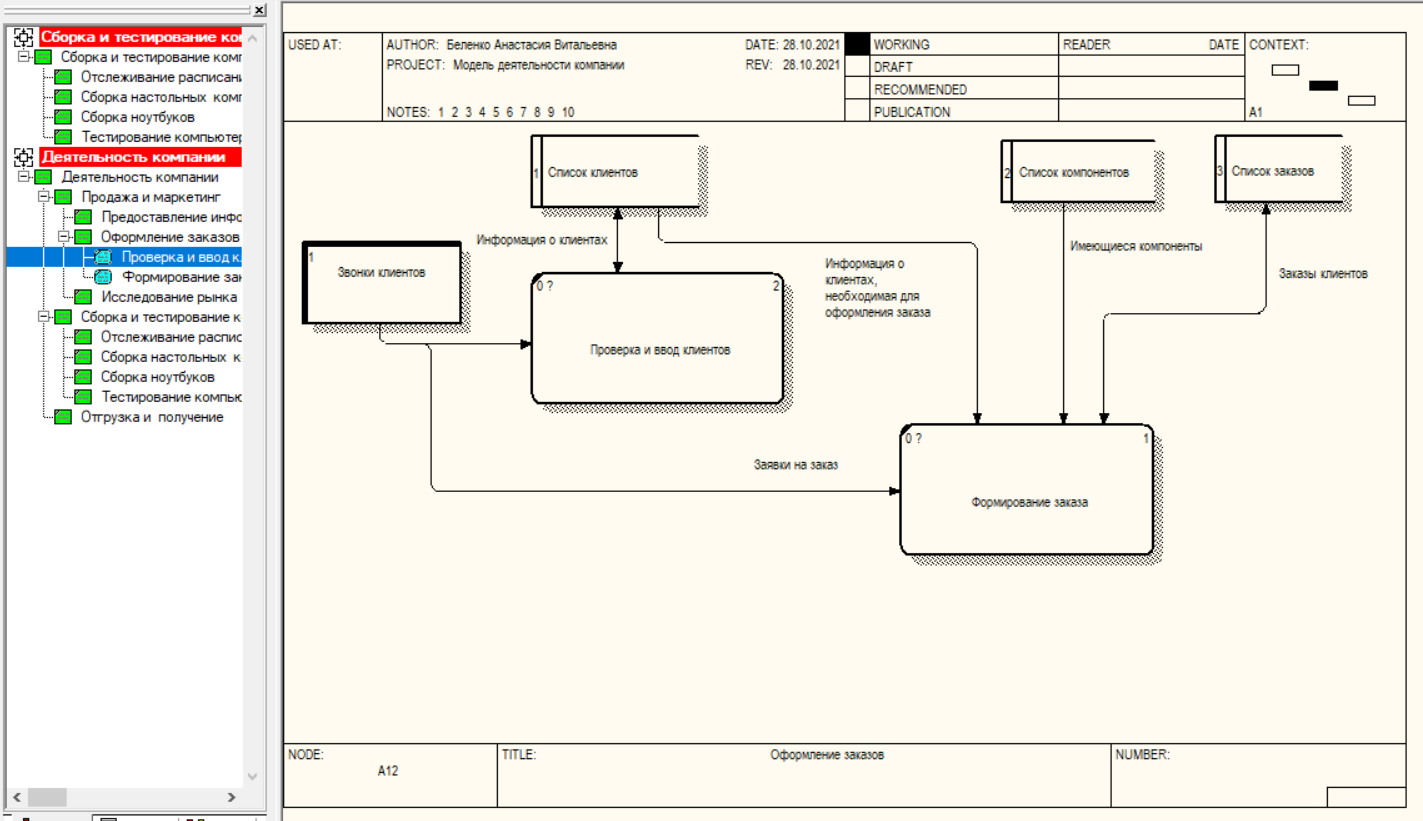 Сборка и тестирование ко
Сборка и тестирование комп
Отслеживание расписан
Сборка настольных комп
Сборка ноутбуков
Тестирование компьютер
Деятельность компании
Деятельность компании
Продажа и маркетинг
Предоставление инфо
Оформление заказов
Проверка и ввод к
Формирование зак
Исследование рынка
Сборка и тестирование к
Отслеживание распис
Сборка настольных к
Сборка ноутбуков
Тестирование компью
Отгрузка и получение
USED AT:
AUTHOR: Беленко Анастасия Витальевна
DATE: 28.10.2021
PROJECT: Модель деятельности компании
REV: 28.10.2021
NOTES: 1 2 3 4 5 6 7 8 9 10
WORKING
DRAFT
RECOMMENDED
PUBLICATION
READER DATE
CONTEXT:
A1
1 Список клиентов
2 Список компонентов
3 Список заказов
Информация о клиентах
Имеющиеся компоненты
1
Звонки клиентов
Информация о
клиентах,
необходимая для
оформления заказа
Заказы клиентов
0 ? 2
Проверка и ввод клиентов
Заявки на заказ
0 ? 1
Формирование заказа
NODE:
A12
TITLE:
Оформление заказов
NUMBER: